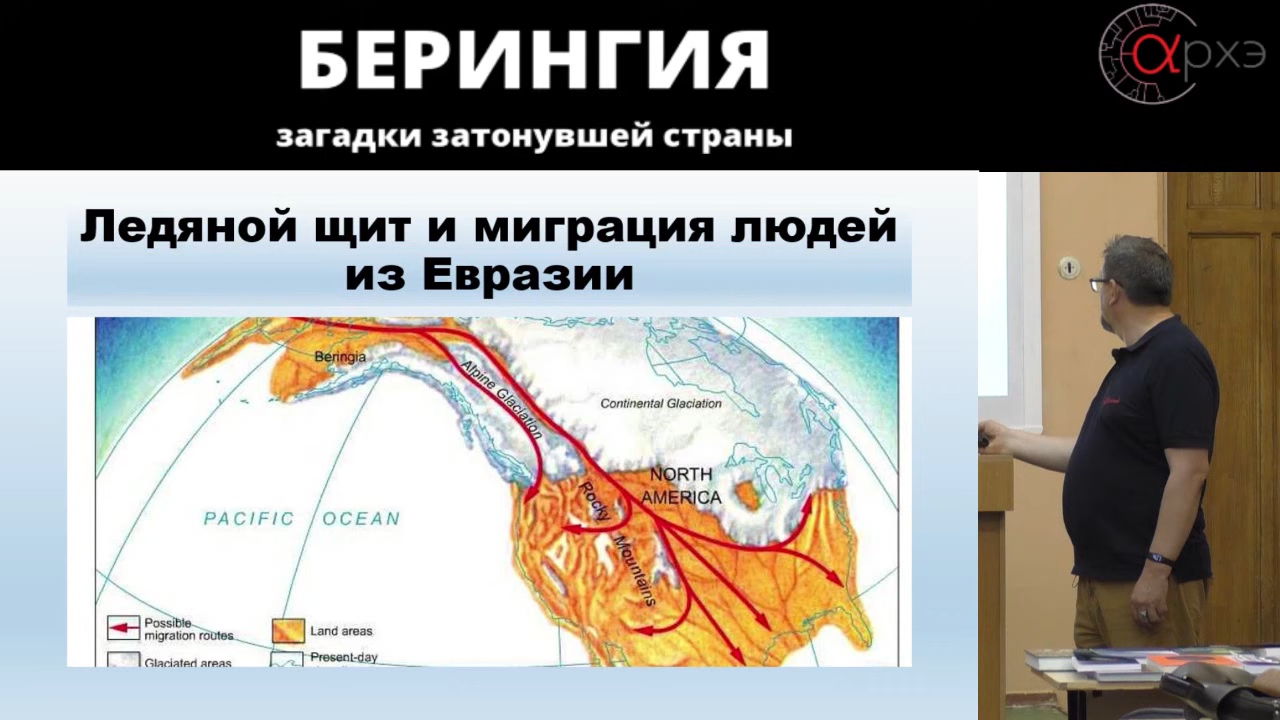 БЕРИНГИЯ
загадки затонувшей страны
αрхэ
Ледяной щит и миграция людей
из Евразии
Beringia
Alpine Glaciation
Continental Glaciation
NORTH
AMERICA
Rocky Mountains
PACIFIC OCEAN
Possible
migration routes
Land areas
Glaciated areas
Present-day